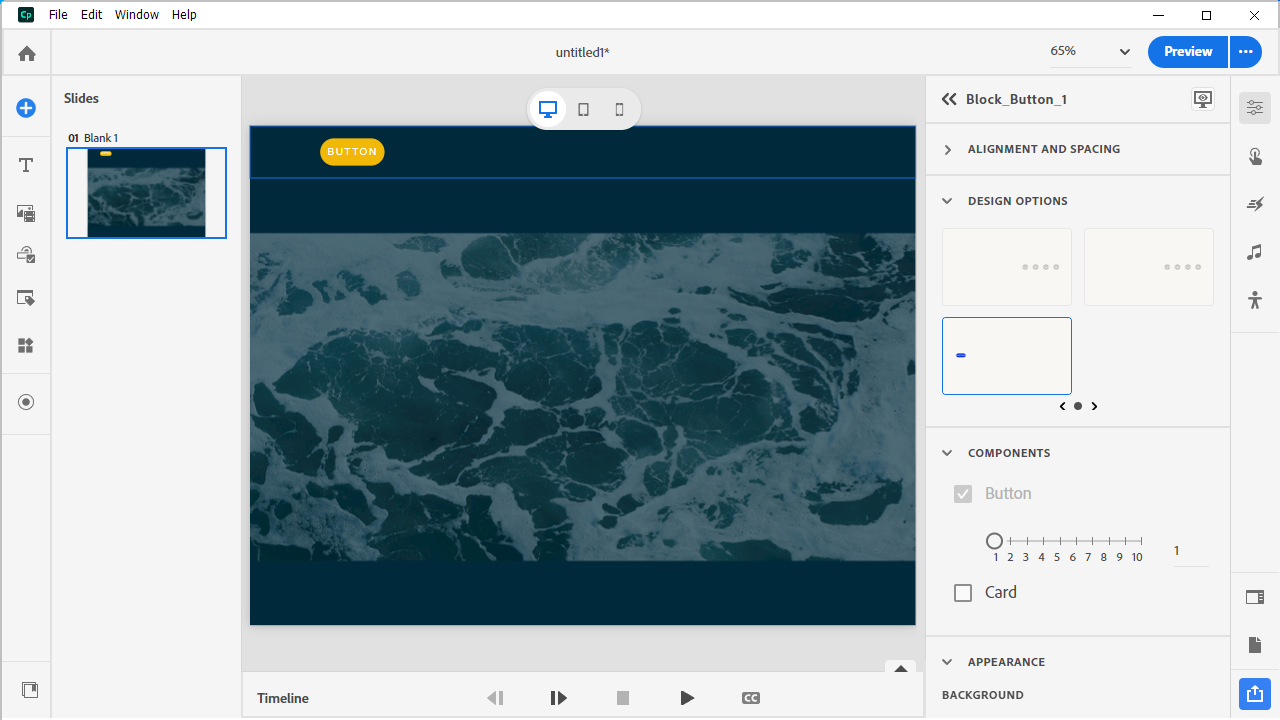 Cp File Edit Window Help
untitled1*
65%
Preview
Slides
01 Blank 1
BUTTON
Block_Button_1
ALIGNMENT AND SPACING
DESIGN OPTIONS
COMPONENTS
Button
1 2 3 4 5 6 7 8 9 10
1
Card
APPEARANCE
BACKGROUND
Timeline
CC